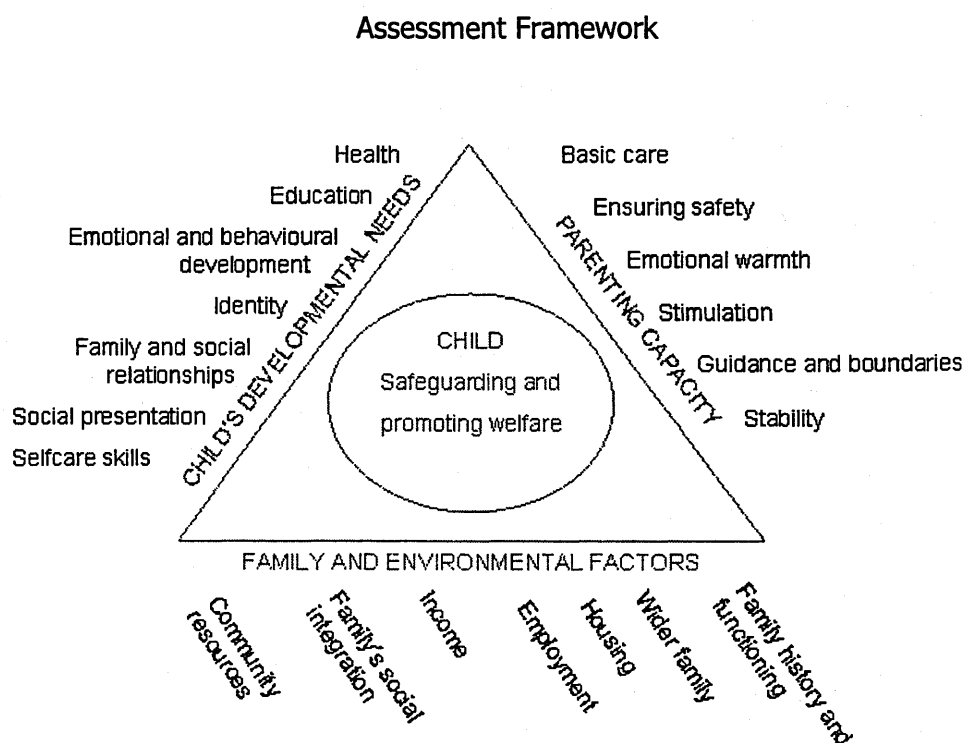 Assessment Framework
Health
Education
Emotional and behavioural
development
Identity
Family and social
relationships
Social presentation
Selfcare skills
CHILD'S DEVELOPMENTAL NEEDS
Basic care
Ensuring safety
Emotional warmth
Stimulation
Guidance and boundaries
Stability
PARENTING CAPACITY
CHILD
Safeguarding and
promoting welfare
FAMILY AND ENVIRONMENTAL FACTORS
Community
resources
Family's social
integration
Income
Employment
Housing
Wider family
Family history and
functioning